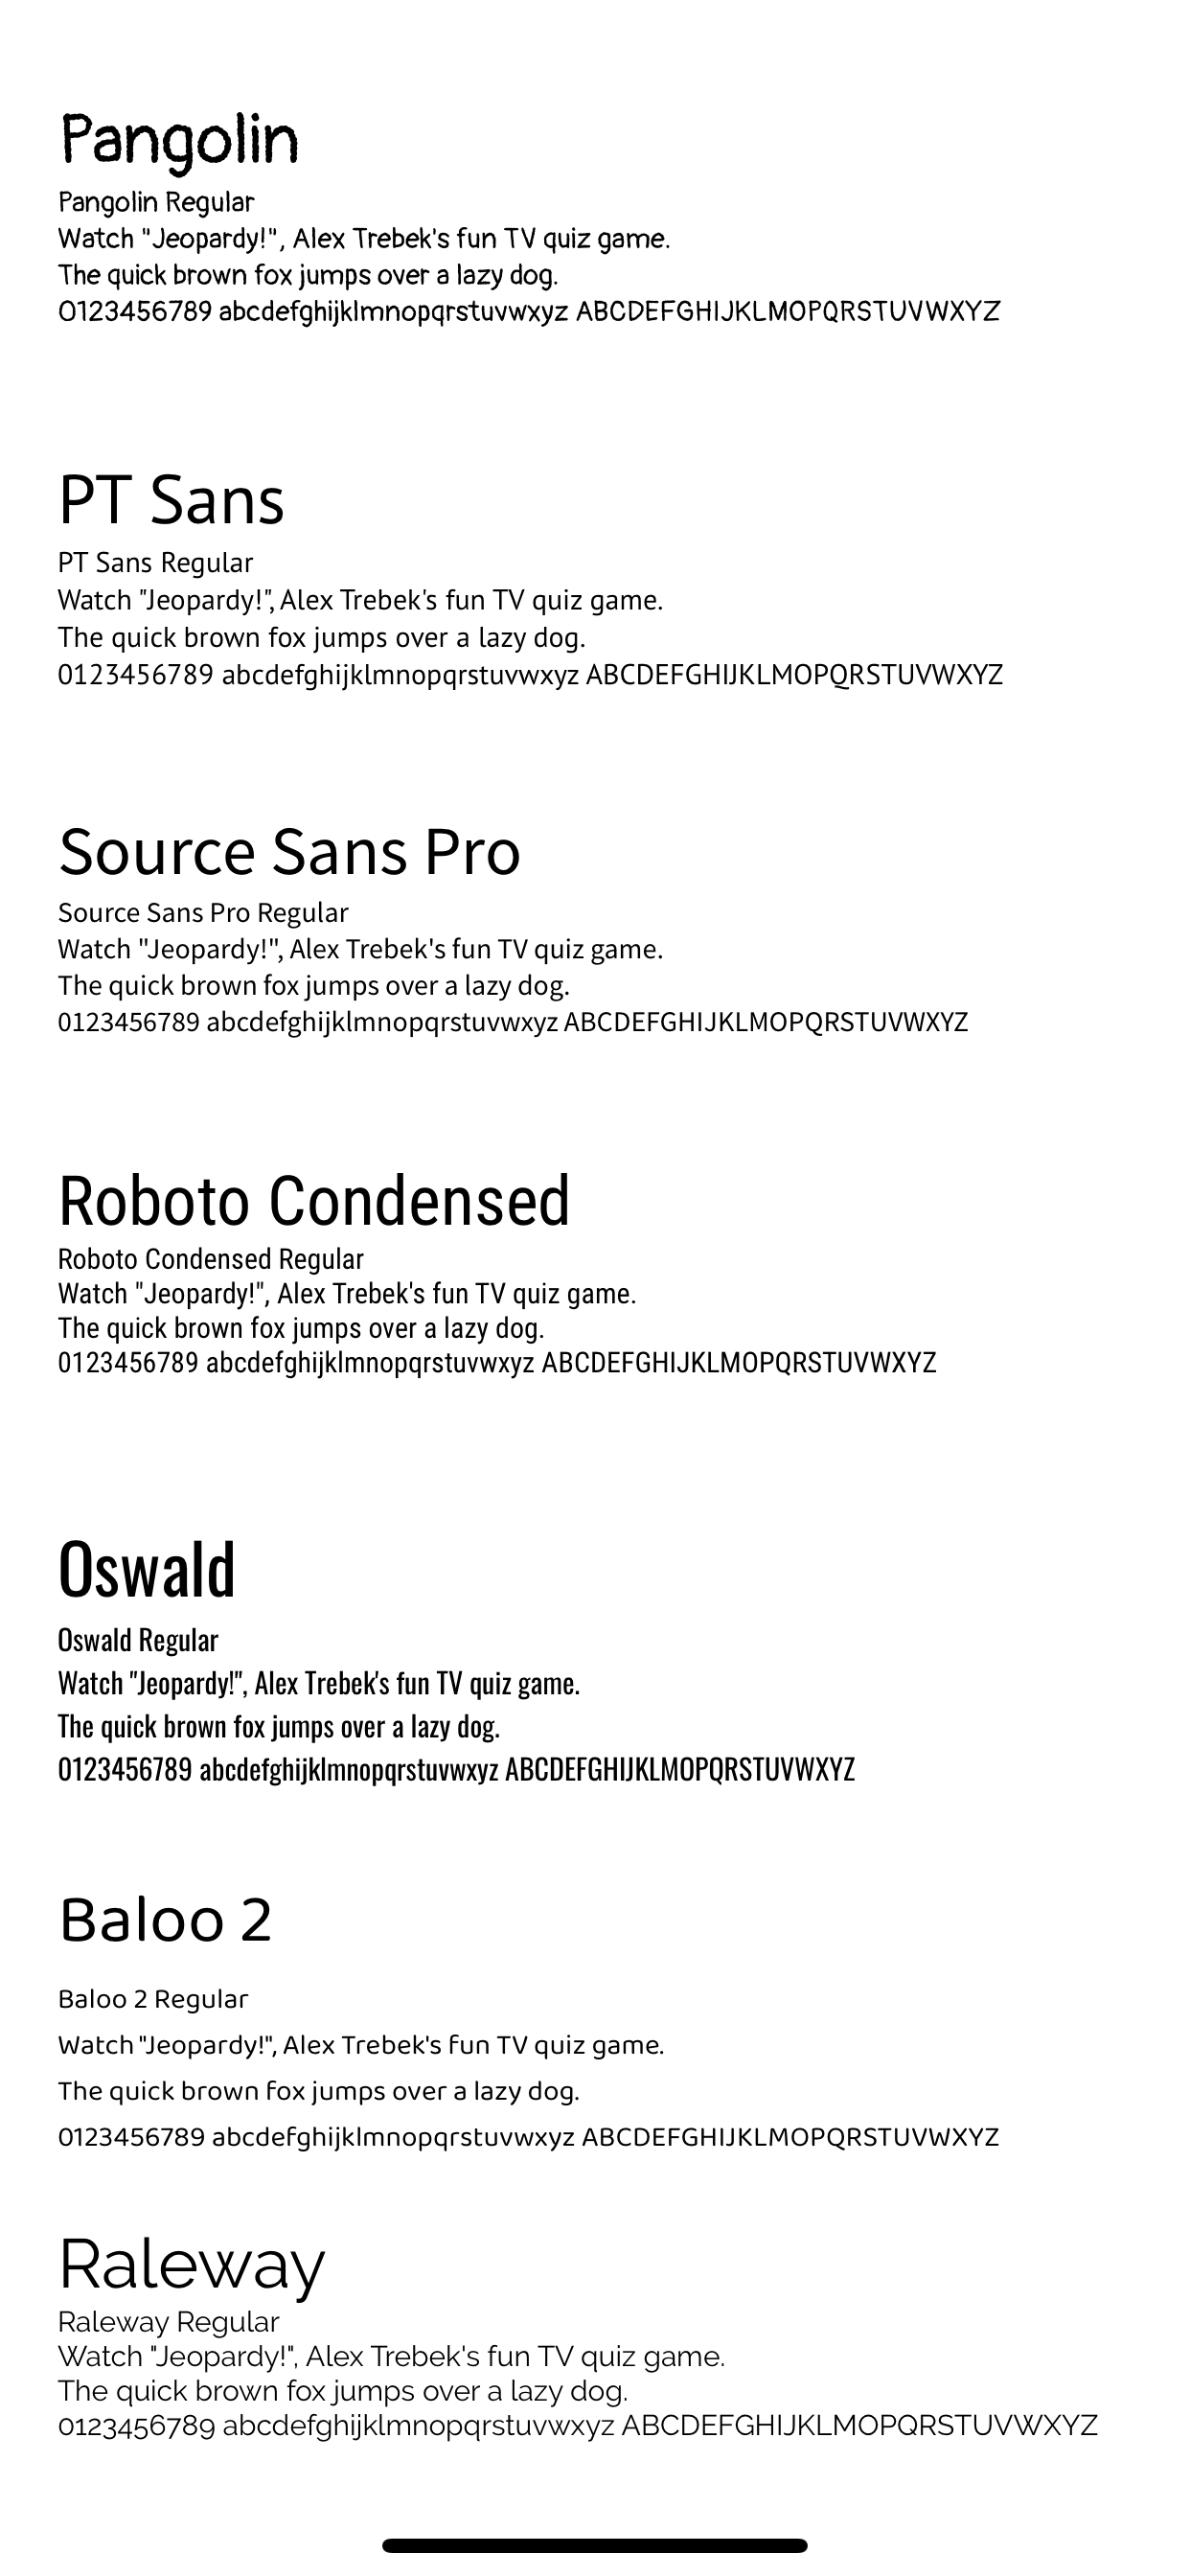 Pangolin
Pangolin Regular
Watch "Jeopardy!", Alex Trebek's fun TV quiz game.
The quick brown fox jumps over a lazy dog.
0123456789 abcdefghijklmnopqrstuvwxyz ABCDEFGHIJKLMOPQRSTUVWXYZ
PT Sans
PT Sans Regular
Watch "Jeopardy!", Alex Trebek's fun TV quiz game.
The quick brown fox jumps over a lazy dog.
0123456789 abcdefghijklmnopqrstuvwxyz ABCDEFGHIJKLMOPQRSTUVWXYZ
Source Sans Pro
Source Sans Pro Regular
Watch "Jeopardy!", Alex Trebek's fun TV quiz game.
The quick brown fox jumps over a lazy dog.
0123456789 abcdefghijklmnopqrstuvwxyz ABCDEFGHIJKLMOPQRSTUVWXYZ
Roboto Condensed
Roboto Condensed Regular
Watch "Jeopardy!", Alex Trebek's fun TV quiz game.
The quick brown fox jumps over a lazy dog.
0123456789 abcdefghijklmnopqrstuvwxyz ABCDEFGHIJKLMOPQRSTUVWXYZ
Oswald
Oswald Regular
Watch "Jeopardy!", Alex Trebek's fun TV quiz game.
The quick brown fox jumps over a lazy dog.
0123456789 abcdefghijklmnopqrstuvwxyz ABCDEFGHIJKLMOPQRSTUVWXYZ
Baloo 2
Baloo 2 Regular
Watch "Jeopardy!", Alex Trebek's fun TV quiz game.
The quick brown fox jumps over a lazy dog.
0123456789 abcdefghijklmnopqrstuvwxyz ABCDEFGHIJKLMOPQRSTUVWXYZ
Raleway
Raleway Regular
Watch "Jeopardy!", Alex Trebek's fun TV quiz game.
The quick brown fox jumps over a lazy dog.
0123456789 abcdefghijklmnopqrstuvwxyz ABCDEFGHIJKLMOPQRSTUVWXYZ